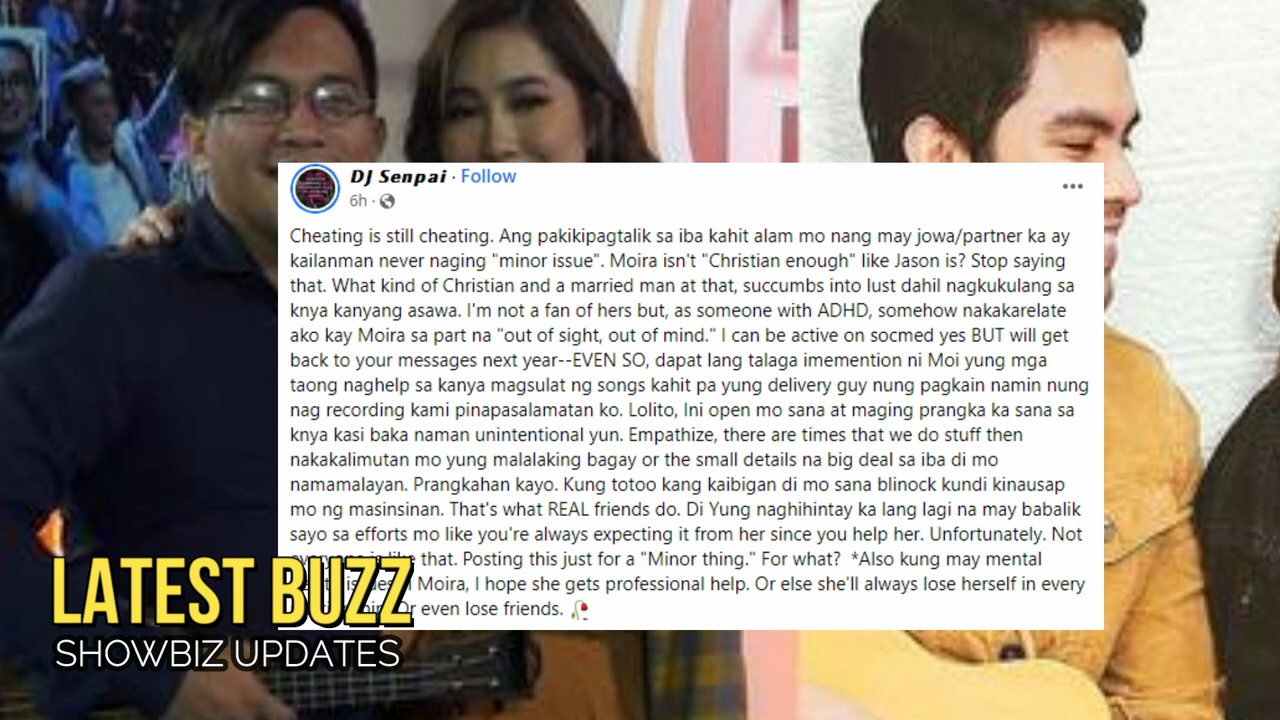 DJ Senpai · Follow
6h ·
Cheating is still cheating. Ang pakikipagtalik sa iba kahit alam mo nang may jowa/partner ka ay
kailanman never naging "minor issue". Moira isn't "Christian enough" like Jason is? Stop saying
that. What kind of Christian and a married man at that, succumbs into lust dahil nagkukulang sa
knya kanyang asawa. I'm not a fan of hers but, as someone with ADHD, somehow nakakarelate
ako kay Moira sa part na "out of sight, out of mind." I can be active on socmed yes BUT will get
back to your messages next year--EVEN SO, dapat lang talaga imemention ni Moi yung mga
taong naghelp sa kanya magsulat ng songs kahit pa yung delivery guy nung pagkain namin nung
nag recording kami pinapasalamatan ko. Lolito, Ini open mo sana at maging prangka ka sana sa
knya kasi baka naman unintentional yun. Empathize, there are times that we do stuff then
nakakalimutan mo yung malalaking bagay or the small details na big deal sa iba di mo
namamalayan. Prangkahan kayo. Kung totoo kang kaibigan di mo sana blinock kundi kinausap
mo ng masinsinan. That's what REAL friends do. Di Yung naghihintay ka lang lagi na may babalik
sayo sa efforts mo like you're always expecting it from her since you help her. Unfortunately. Not
that. Posting this just for a "Minor thing." For what? *Also kung may mental
Moira, I hope she gets professional help. Or else she'll always lose herself in every
Or even lose friends.
LATEST BUZZ
SHOWBIZ UPDATES